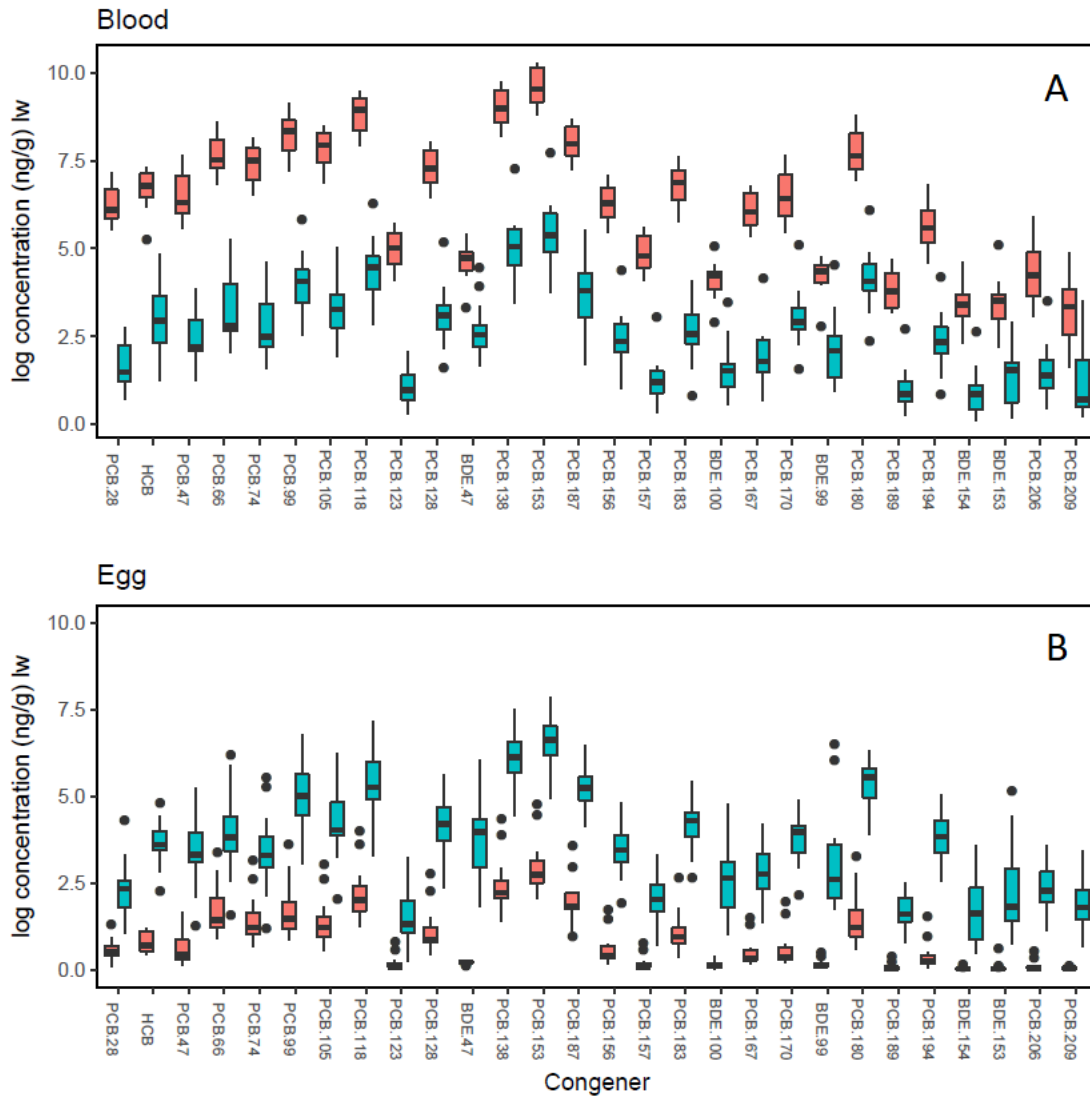 Blood
A
log concentration (ng/g) lw
10.0
7.5
5.0
2.5
0.0
PCB.28
HCB
PCB.47
PCB.66
PCB.74
PCB.99
PCB.105
PCB.118
PCB.123
PCB.128
BDE.47
PCB.138
PCB.153
PCB.187
PCB.156
PCB.157
PCB.183
BDE.100
PCB.167
PCB.170
BDE.99
PCB.180
PCB.189
PCB.194
BDE.154
BDE.153
PCB.206
PCB.209
Egg
B
log concentration (ng/g) lw
10.0
7.5
5.0
2.5
0.0
PCB.28
HCB
PCB.47
PCB.66
PCB.74
PCB.99
PCB.105
PCB.118
PCB.123
PCB.128
BDE.47
PCB.138
PCB.153
PCB.187
PCB.156
PCB.157
PCB.183
BDE.100
PCB.167
PCB.170
BDE.99
PCB.180
PCB.189
PCB.194
BDE.154
BDE.153
PCB.206
PCB.209
Congener